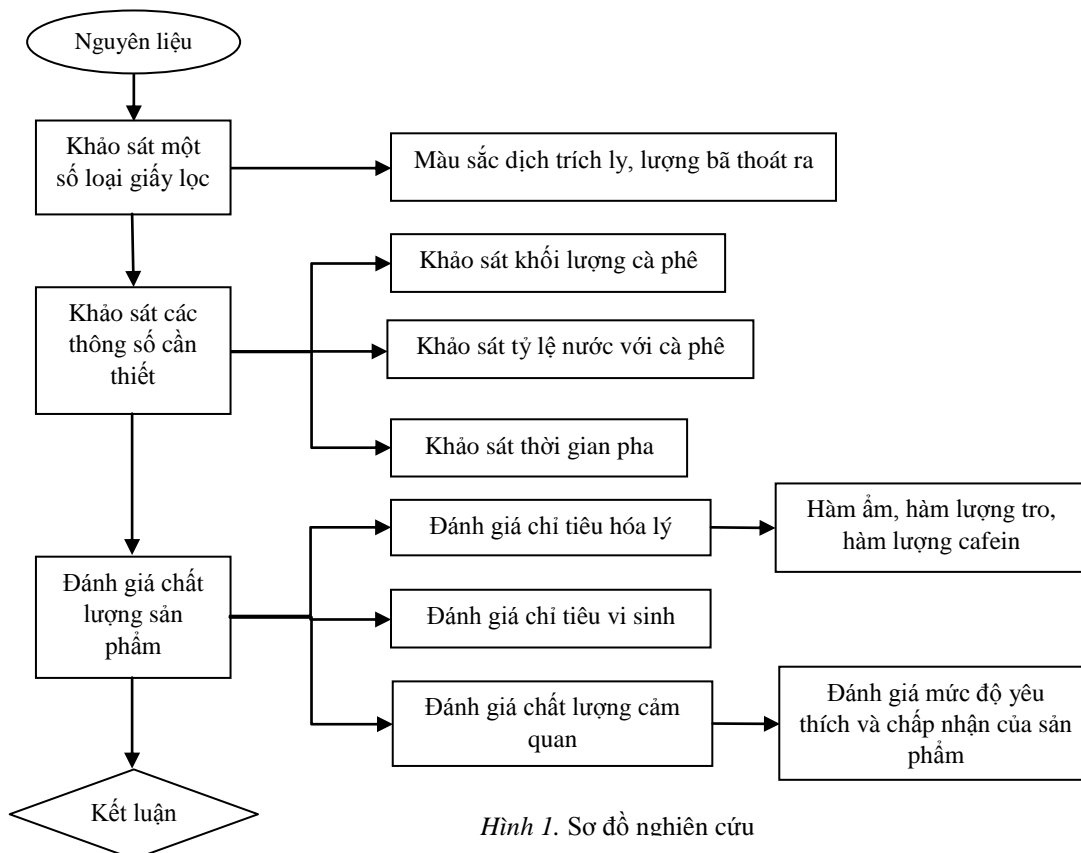 Nguyên liệu
Khảo sát một
số loại giấy lọc
Màu sắc dịch trích ly, lượng bã thoát ra
Khảo sát các
thông số cần
thiết
Khảo sát khối lượng cà phê
Khảo sát tỷ lệ nước với cà phê
Khảo sát thời gian pha
Đánh giá chất
lượng sản
phẩm
Đánh giá chỉ tiêu hóa lý
Hàm ẩm, hàm lượng tro,
hàm lượng cafein
Đánh giá chỉ tiêu vi sinh
Đánh giá chất lượng cảm
quan
Đánh giá mức độ yêu
thích và chấp nhận của sản
phẩm
Kết luận
Hình 1. Sơ đồ nghiên cứu